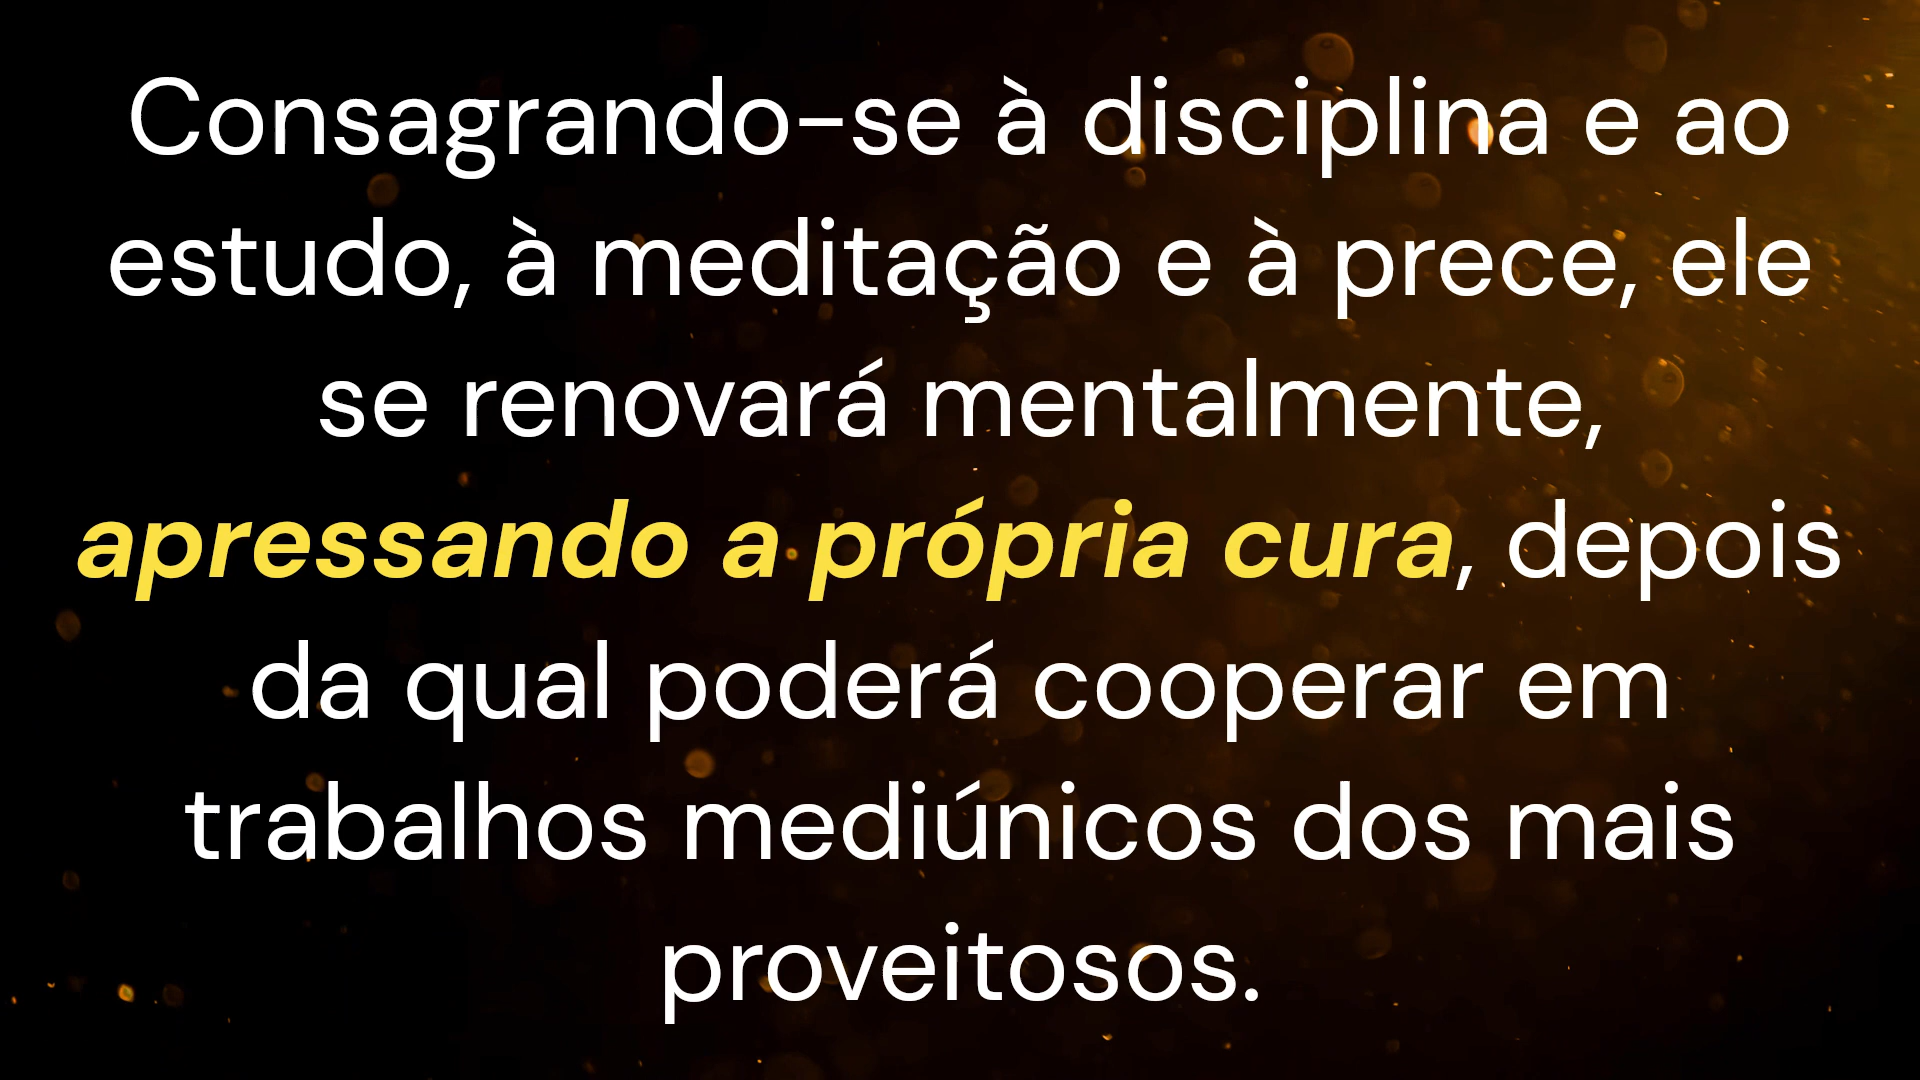 Consagrando-se à disciplina e ao
estudo, à meditação e à prece, ele
se renovará mentalmente,
apressando a própria cura, depois
da qual poderá cooperar em
trabalhos mediúnicos dos mais
proveitosos.